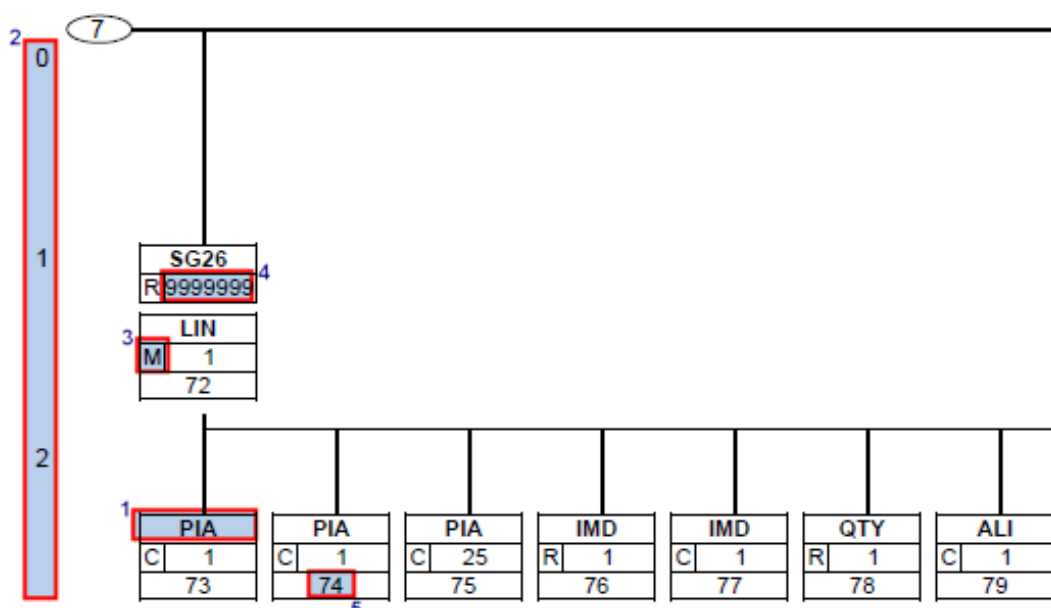 7
2
0
1
SG26
R 9999999 4
LIN
3 M 1
72
2
1
PIA PIA PIA IMD IMD QTY ALI
C 1 C 1 C 25 R 1 C 1 R 1 C 1
73 74 75 76 77 78 79
5